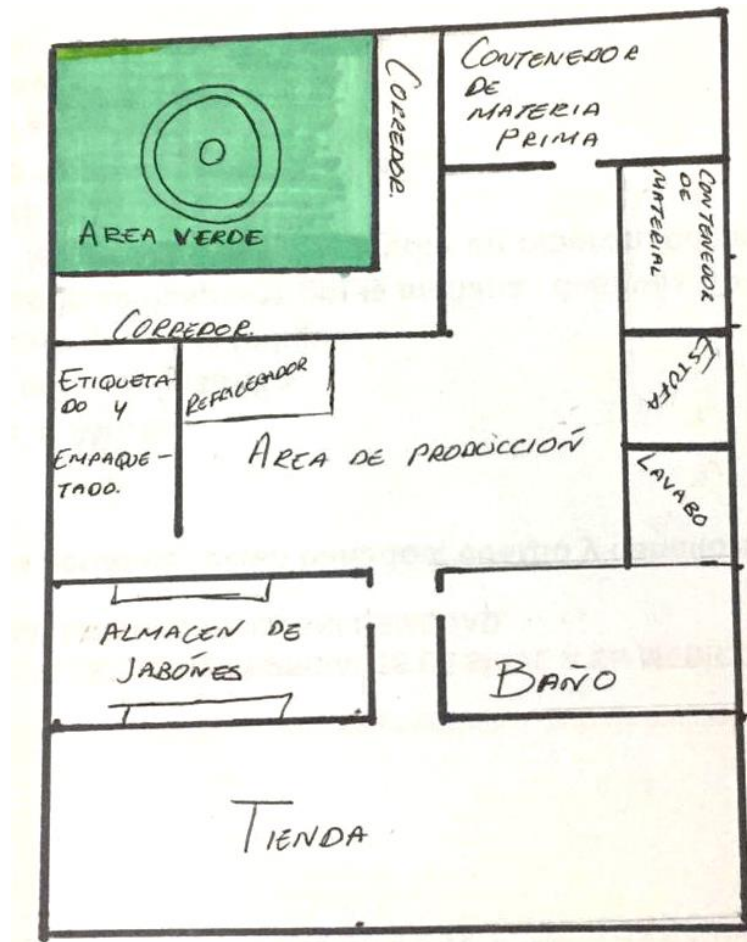 CORREDOR.
CONTENEDOR
DE
MATERIA
PRIMA
CONTENEDOR
DE
MATERIAL
AREA VERDE
CORREDOR.
ETIQUETA-
DO Y
EMPAQUE-
TADO.
REFRIGERADOR
ESTUFA
AREA DE PRODUCCIÓN
LAVABO
ALMACEN DE
JABONES
BAÑO
TIENDA